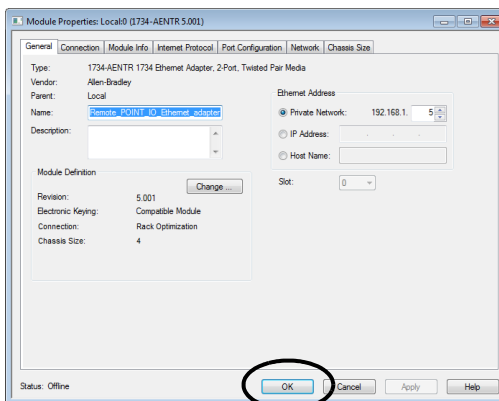 Module Properties: Local:0 (1734-AENTR 5.001)
General Connection Module Info Internet Protocol Port Configuration Network Chassis Size
Type: 1734-AENTR 1734 Ethernet Adapter, 2-Port, Twisted Pair Media
Vendor: Allen-Bradley
Parent: Local
Name: Remote_POINT_IO_Ethernet_adapter
Description:
Ethernet Address
Private Network: 192.168.1. 5
IP Address: . . .
Host Name:
Slot: 0
Module Definition
Change ...
Revision: 5.001
Electronic Keying: Compatible Module
Connection: Rack Optimization
Chassis Size: 4
Status: Offline
OK Cancel Apply Help